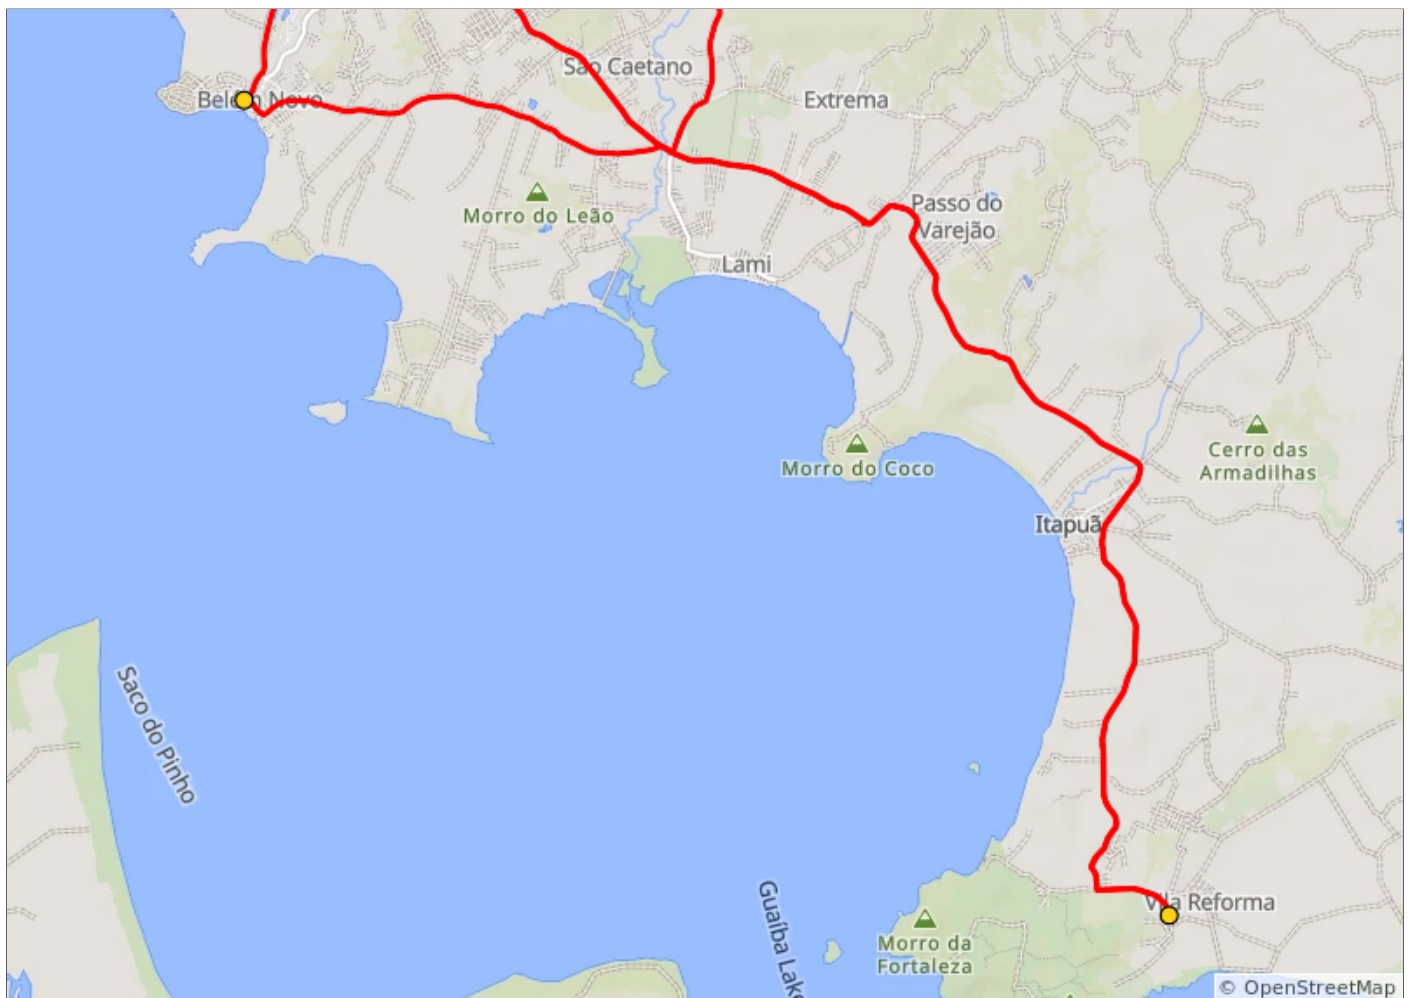 São Caetano
Belém Novo
Extrema
Morro do Leão
Passo do
Varejão
Lami
Cerro das
Armadilhas
Morro do Coco
Itapuã
Saco do Pinho
Guaíba Lake
Vila Reforma
Morro da
Fortaleza
© OpenStreetMap